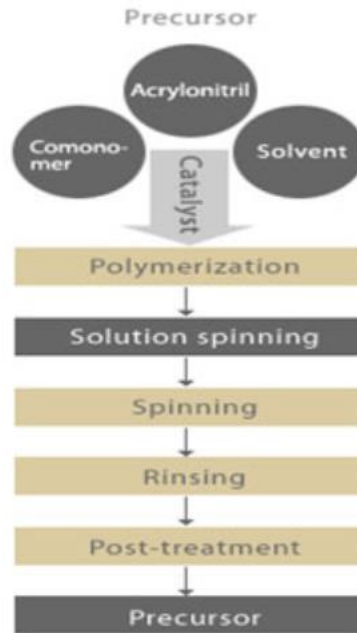 Precursor
Acrylonitril
Comono-
mer
Solvent
Catalyst
Polymerization
Solution spinning
Spinning
Rinsing
Post-treatment
Precursor